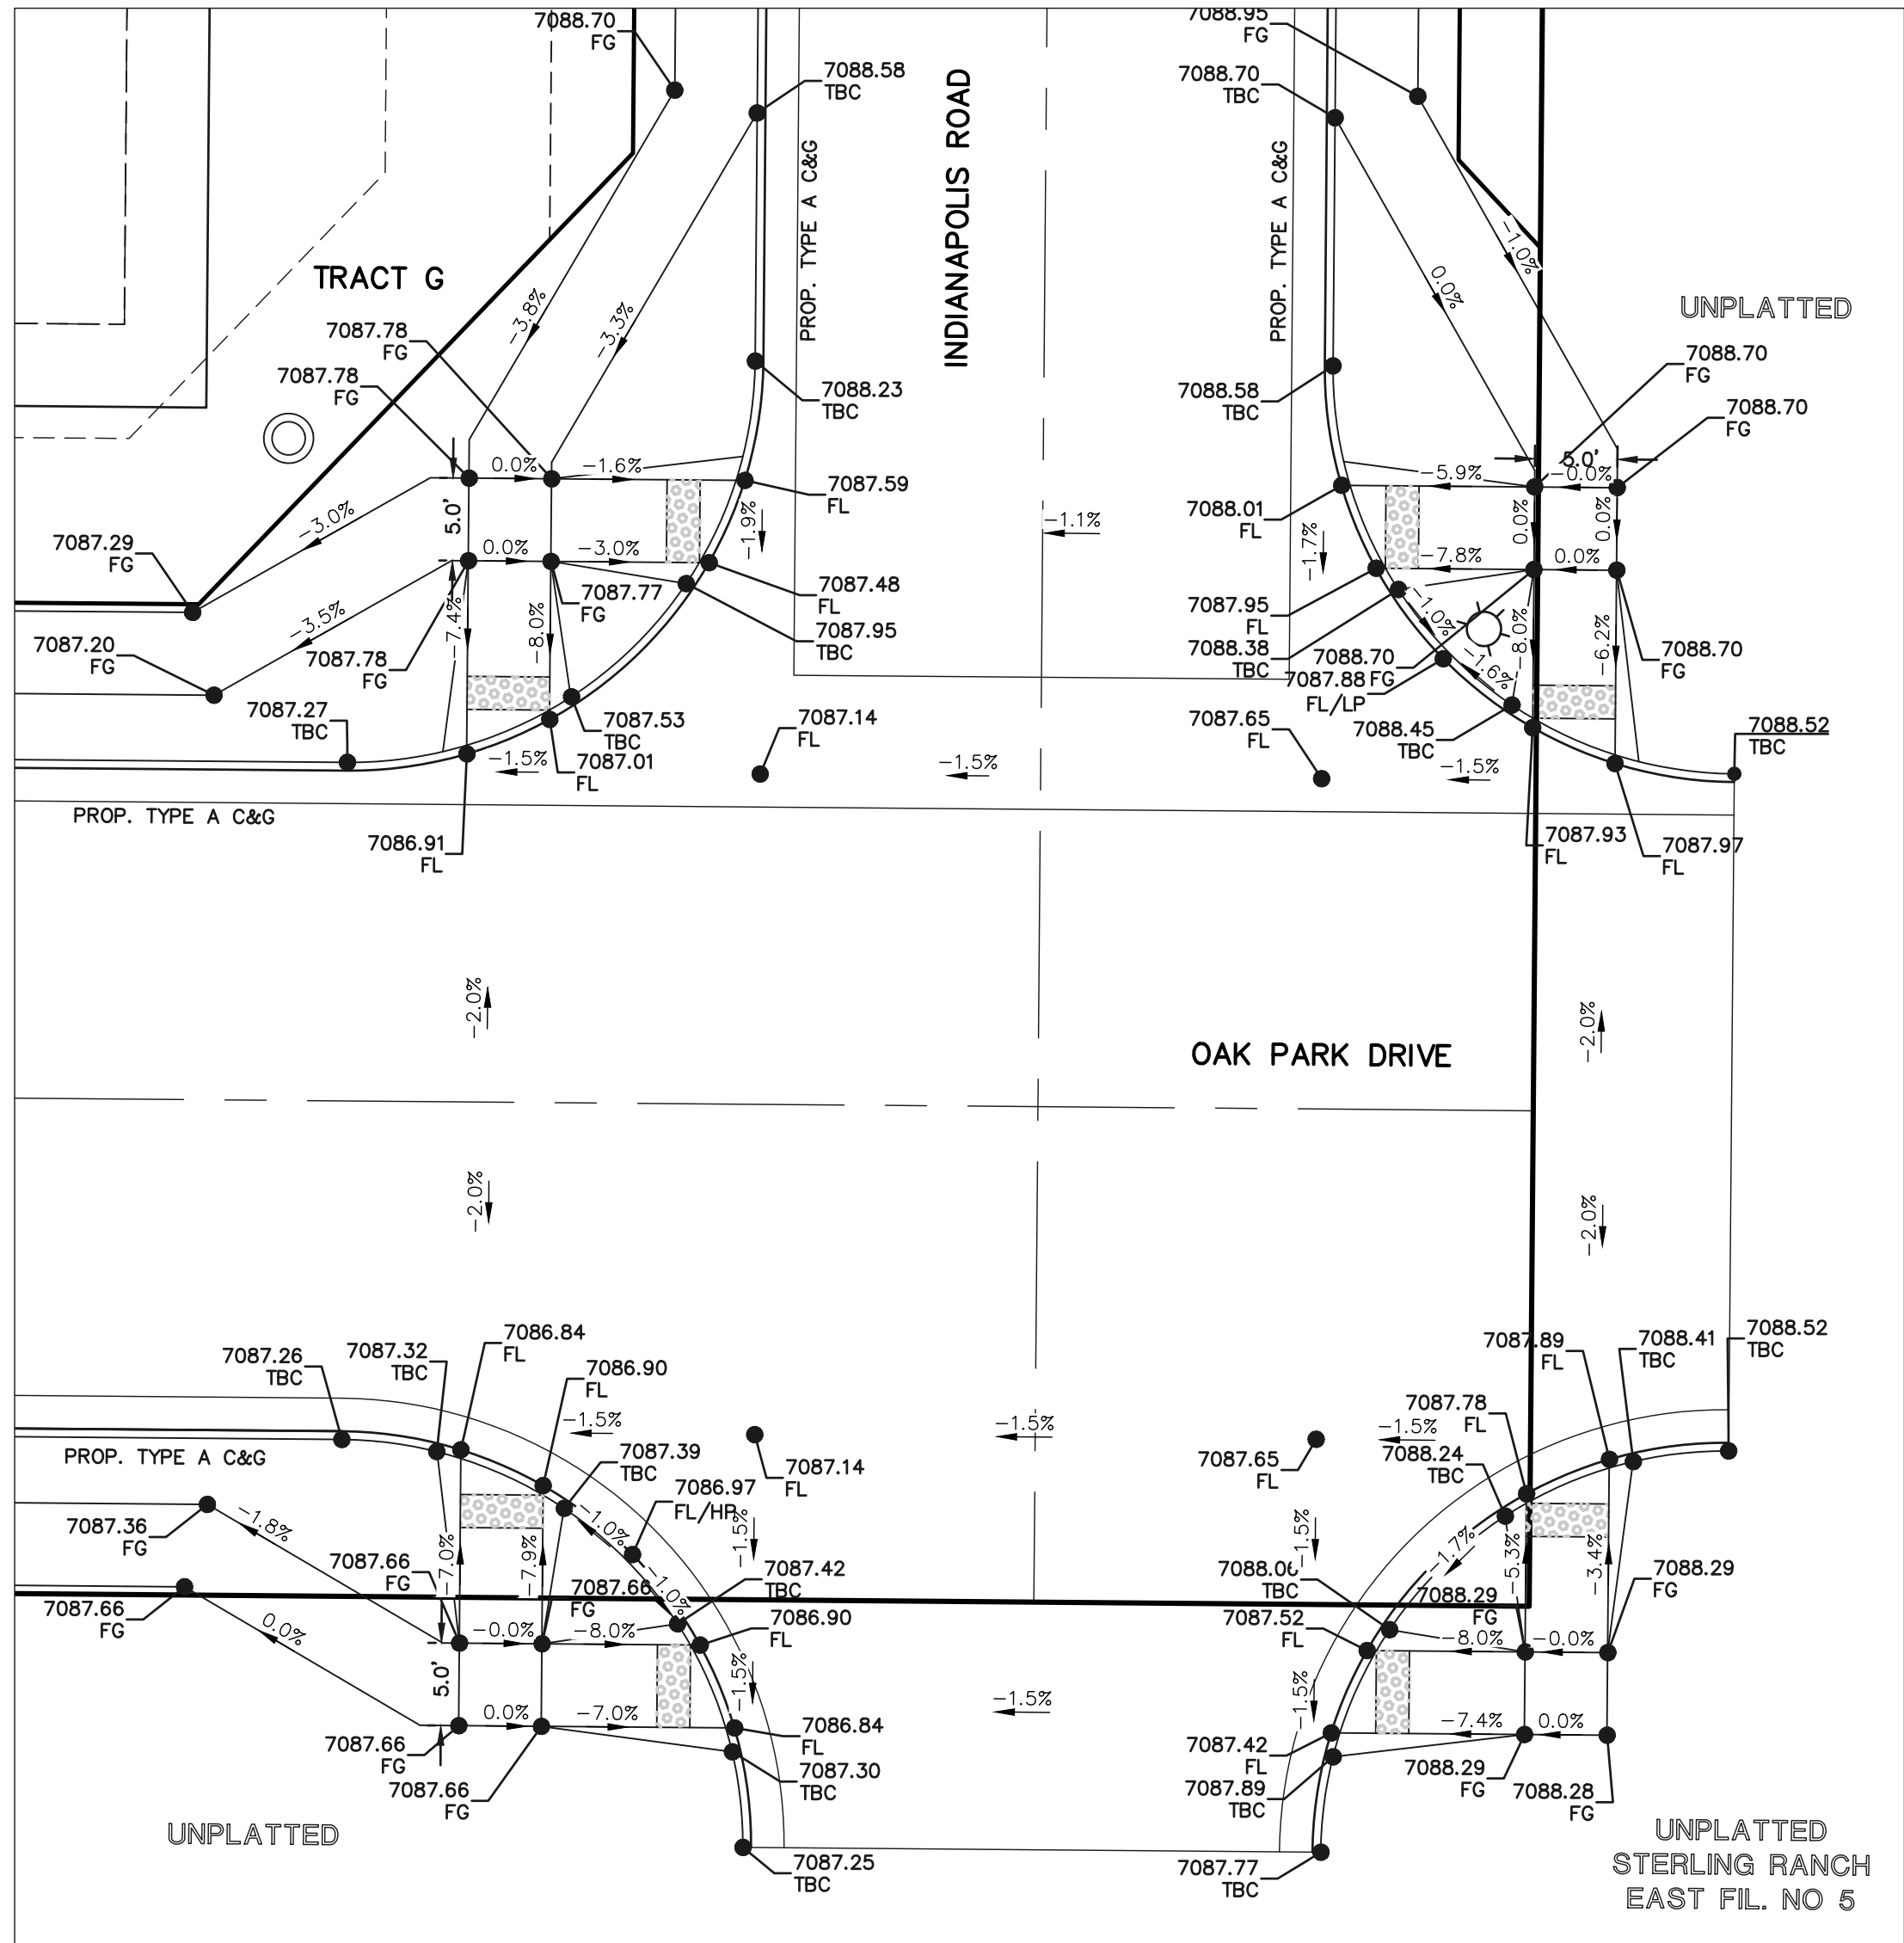 7088.70
FG
7088.58
TBC
INDIANAPOLIS ROAD
7088.95
FG
7088.70
TBC
PROP. TYPE A C&G
PROP. TYPE A C&G
TRACT G
-3.8%
-3.3%
0.0%
-1.0%
UNPLATTED
7087.78
FG
7087.78
FG
7088.23
TBC
7088.58
TBC
7088.70
FG
7088.70
FG
0.0%
-1.6%
-5.9%
5.0'
-0.0%
7087.59
FL
7088.01
FL
-3.0%
5.0'
-1.9%
-1.1%
-1.7%
0.0%
0.0%
7087.29
FG
0.0%
-3.0%
-7.8%
0.0%
7087.77
FG
7087.48
FL
7087.95
FL
-3.5%
-7.4%
-8.0%
-1.0%
-8.0%
-6.2%
7087.20
FG
7087.78
FG
7087.95
TBC
7088.38
TBC
7088.70
FG
7088.70
FG
-1.6%
7087.88
FL/LP
7087.27
TBC
7087.53
TBC
7087.14
FL
7087.65
FL
7088.45
TBC
7088.52
TBC
-1.5%
7087.01
FL
-1.5%
-1.5%
PROP. TYPE A C&G
7086.91
FL
7087.93
FL
7087.97
FL
-2.0%
-2.0%
OAK PARK DRIVE
-2.0%
-2.0%
7087.26
TBC
7087.32
TBC
7086.84
FL
7086.90
FL
7087.89
FL
7088.41
TBC
7088.52
TBC
7087.78
FL
-1.5%
-1.5%
-1.5%
PROP. TYPE A C&G
7087.39
TBC
7087.14
FL
7087.65
FL
7088.24
TBC
7086.97
FL/HP
7087.36
FG
-1.8%
-1.0%
-1.5%
-1.5%
-1.7%
-7.0%
-7.9%
-5.3%
-3.4%
7087.66
FG
7087.66
FG
-1.0%
7087.42
TBC
TBC
7088.29
FG
7088.29
FG
7087.66
FG
0.0%
-0.0%
-8.0%
7086.90
FL
7087.52
FL
-8.0%
-0.0%
5.0'
-1.5%
-1.5%
-1.5%
0.0%
-7.0%
-7.4%
0.0%
7087.66
FG
7086.84
FL
7087.42
FL
7087.66
FG
7087.30
TBC
7087.89
TBC
7088.29
FG
7088.28
FG
UNPLATTED
7087.25
TBC
7087.77
TBC
UNPLATTED
STERLING RANCH
EAST FIL. NO 5